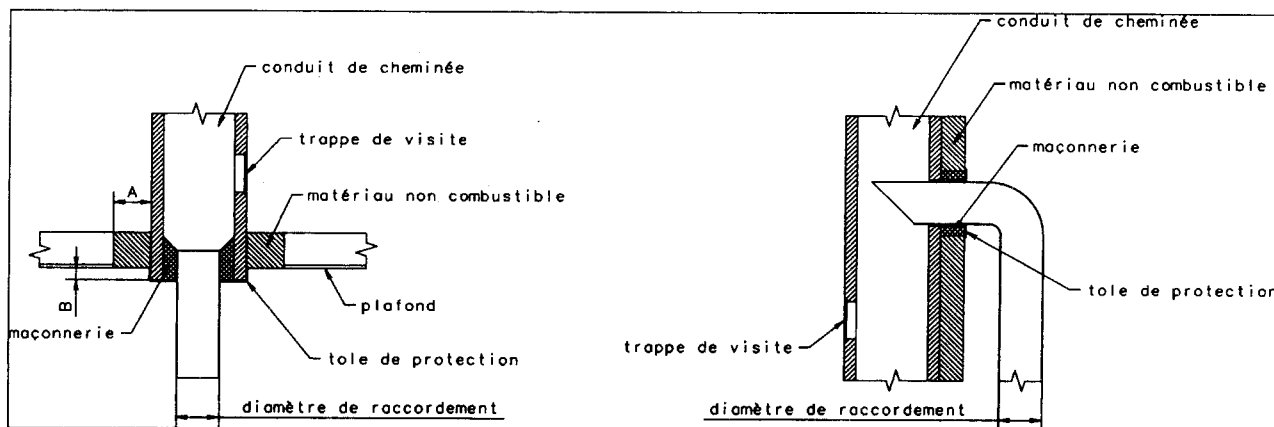 conduit de cheminée
trappe de visite
A
matériau non combustible
B
plafond
maçonnerie
tole de protection
diamètre de raccordement
conduit de cheminée
matériau non combustible
maçonnerie
tole de protection
trappe de visite
diamètre de raccordement